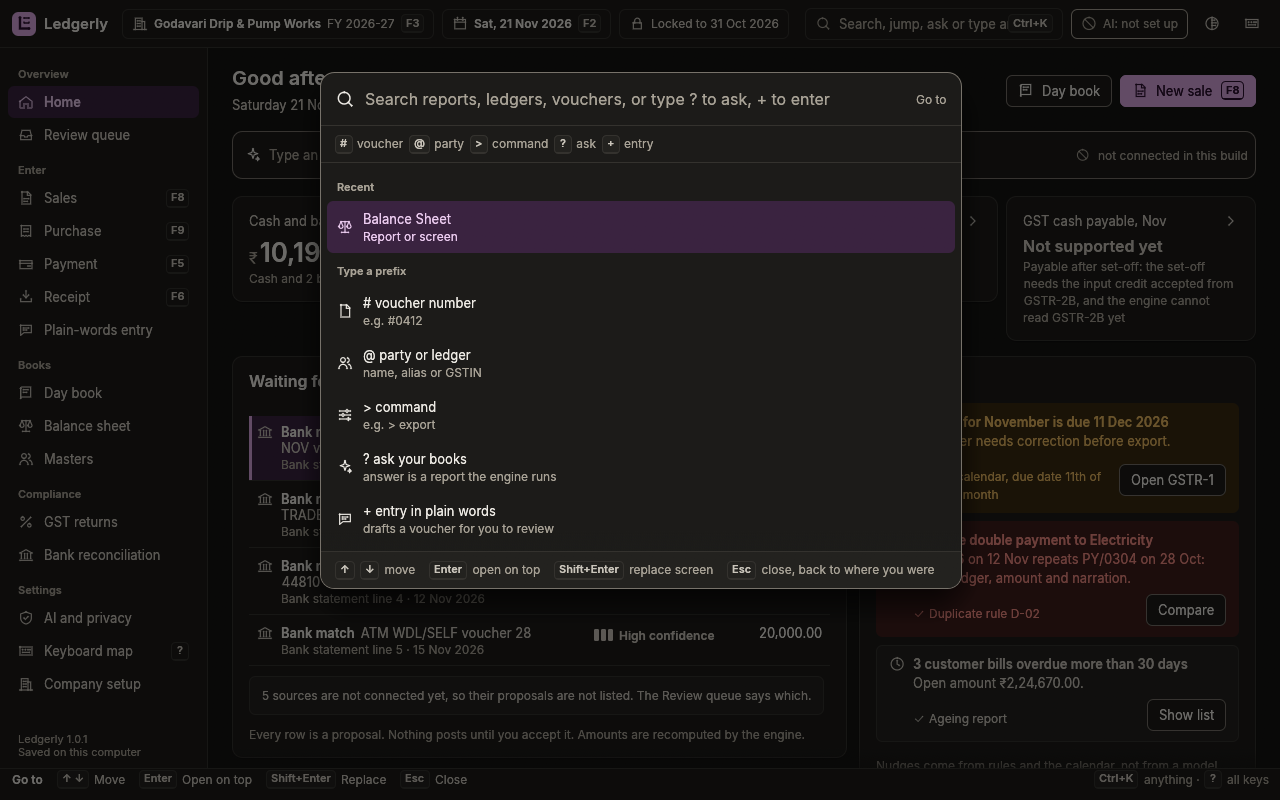 Ledgerly
Godavari Drip & Pump Works FY 2026-27 F3
Sat, 21 Nov 2026 F2
Locked to 31 Oct 2026
Search, jump, ask or type a Ctrl+K
AI: not set up
Overview
Home
Review queue
Enter
Sales F8
Purchase F9
Payment F5
Receipt F6
Plain-words entry
Books
Day book
Balance sheet
Masters
Compliance
GST returns
Bank reconciliation
Settings
AI and privacy
Keyboard map ?
Company setup
Ledgerly 1.0.1
Saved on this computer
Good afte
Saturday 21 No
Day book
New sale F8
Type an
not connected in this build
Cash and b
₹10,19
Cash and 2 b
GST cash payable, Nov
Not supported yet
Payable after set-off: the set-off
needs the input credit accepted from
GSTR-2B, and the engine cannot
read GSTR-2B yet
Search reports, ledgers, vouchers, or type ? to ask, + to enter
Go to
# voucher @ party > command ? ask + entry
Recent
Balance Sheet
Report or screen
Type a prefix
# voucher number
e.g. #0412
@ party or ledger
name, alias or GSTIN
> command
e.g. > export
? ask your books
answer is a report the engine runs
+ entry in plain words
drafts a voucher for you to review
↑ ↓ move Enter open on top Shift+Enter replace screen Esc close, back to where you were
Waiting fo
Bank m
NOV v
Bank s
Bank m
TRADE
Bank s
Bank m
44810
Bank statement line 4 · 12 Nov 2026
Bank match ATM WDL/SELF voucher 28
High confidence
20,000.00
Bank statement line 5 · 15 Nov 2026
5 sources are not connected yet, so their proposals are not listed. The Review queue says which.
Every row is a proposal. Nothing posts until you accept it. Amounts are recomputed by the engine.
for November is due 11 Dec 2026
er needs correction before export.
alendar, due date 11th of
month
Open GSTR-1
e double payment to Electricity
on 12 Nov repeats PY/0304 on 28 Oct:
dger, amount and narration.
Duplicate rule D-02
Compare
3 customer bills overdue more than 30 days
Open amount ₹2,24,670.00.
Ageing report
Show list
Nudges come from rules and the calendar, not from a model.
Go to ↑ ↓ Move Enter Open on top Shift+Enter Replace Esc Close
Ctrl+K anything · ? all keys